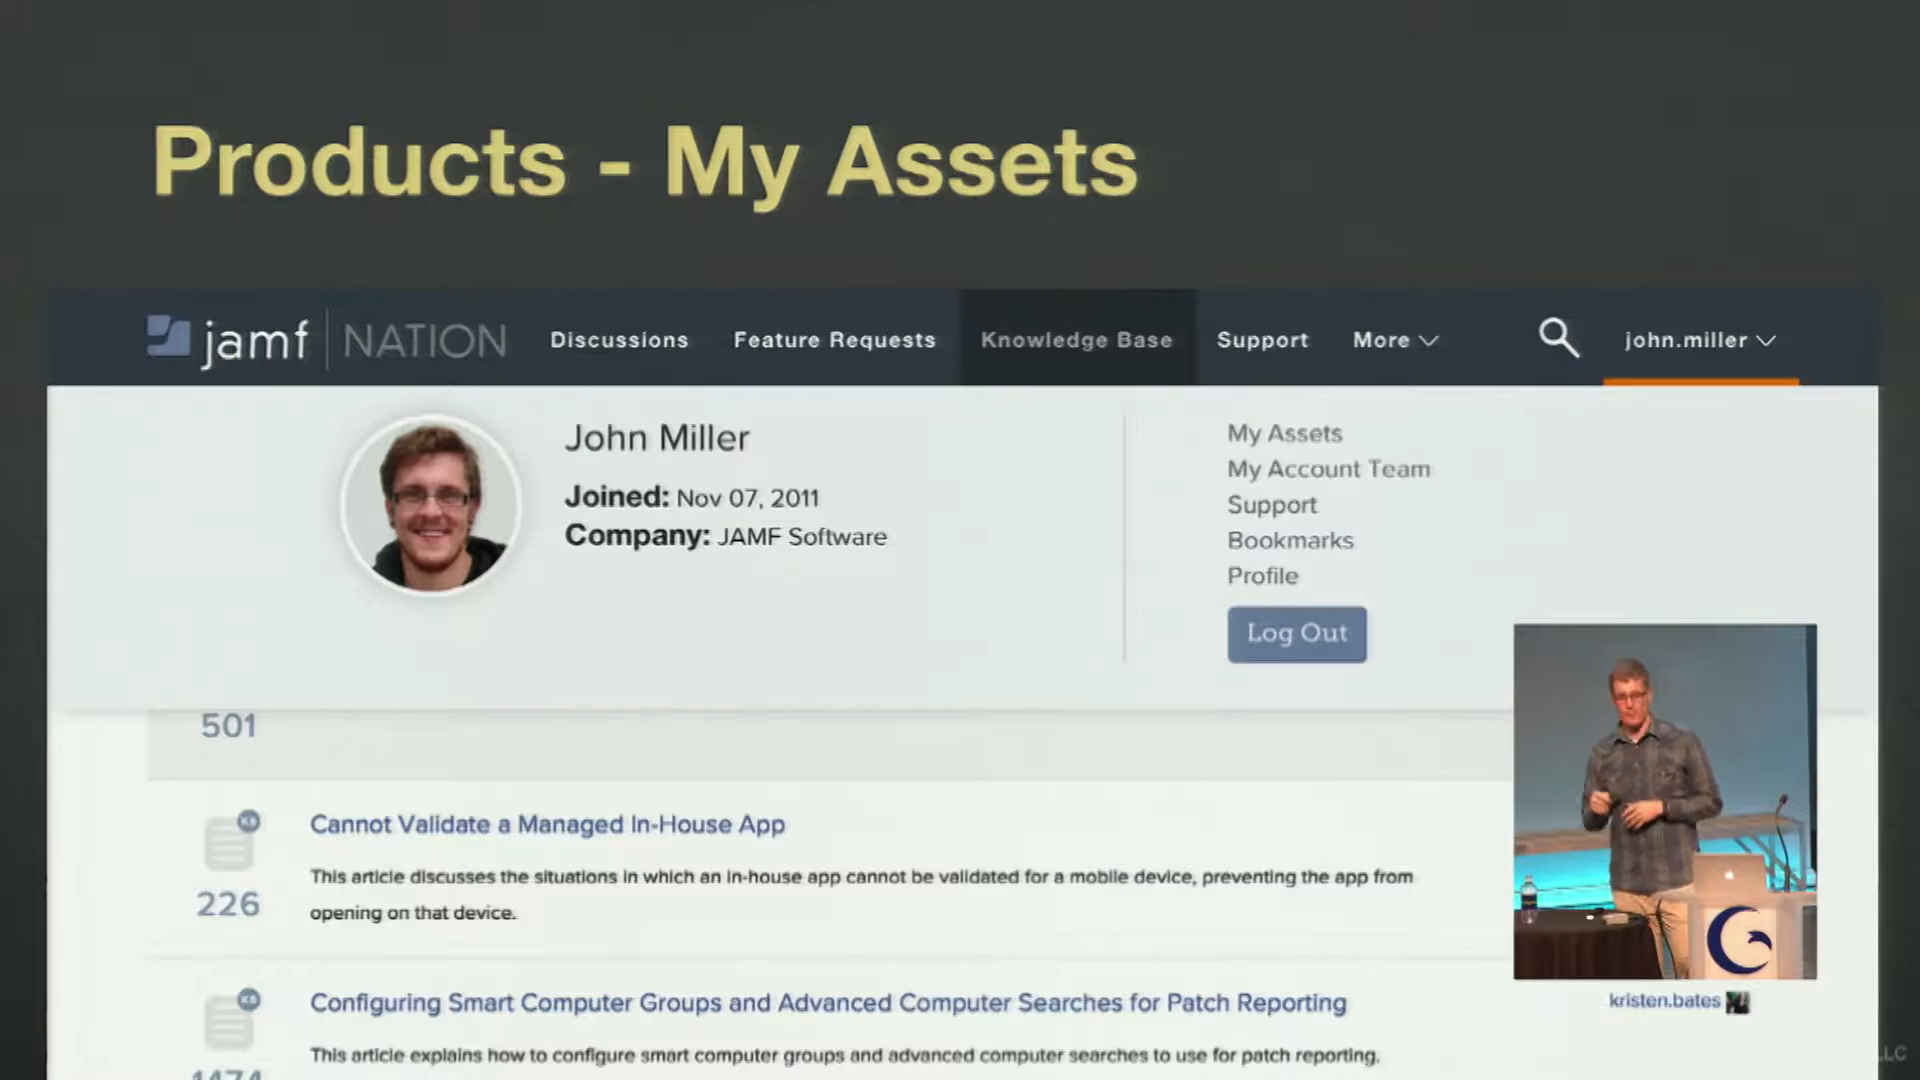 Products - My Assets
jamf NATION
Discussions
Feature Requests
Knowledge Base
Support
More
john.miller
John Miller
Joined: Nov 07, 2011
Company: JAMF Software
My Assets
My Account Team
Support
Bookmarks
Profile
Log Out
501
Cannot Validate a Managed In-House App
This article discusses the situations in which an in-house app cannot be validated for a mobile device, preventing the app from
opening on that device.
226
Configuring Smart Computer Groups and Advanced Computer Searches for Patch Reporting
kristen.bates
This article explains how to configure smart computer groups and advanced computer searches to use for patch reporting.
LLC